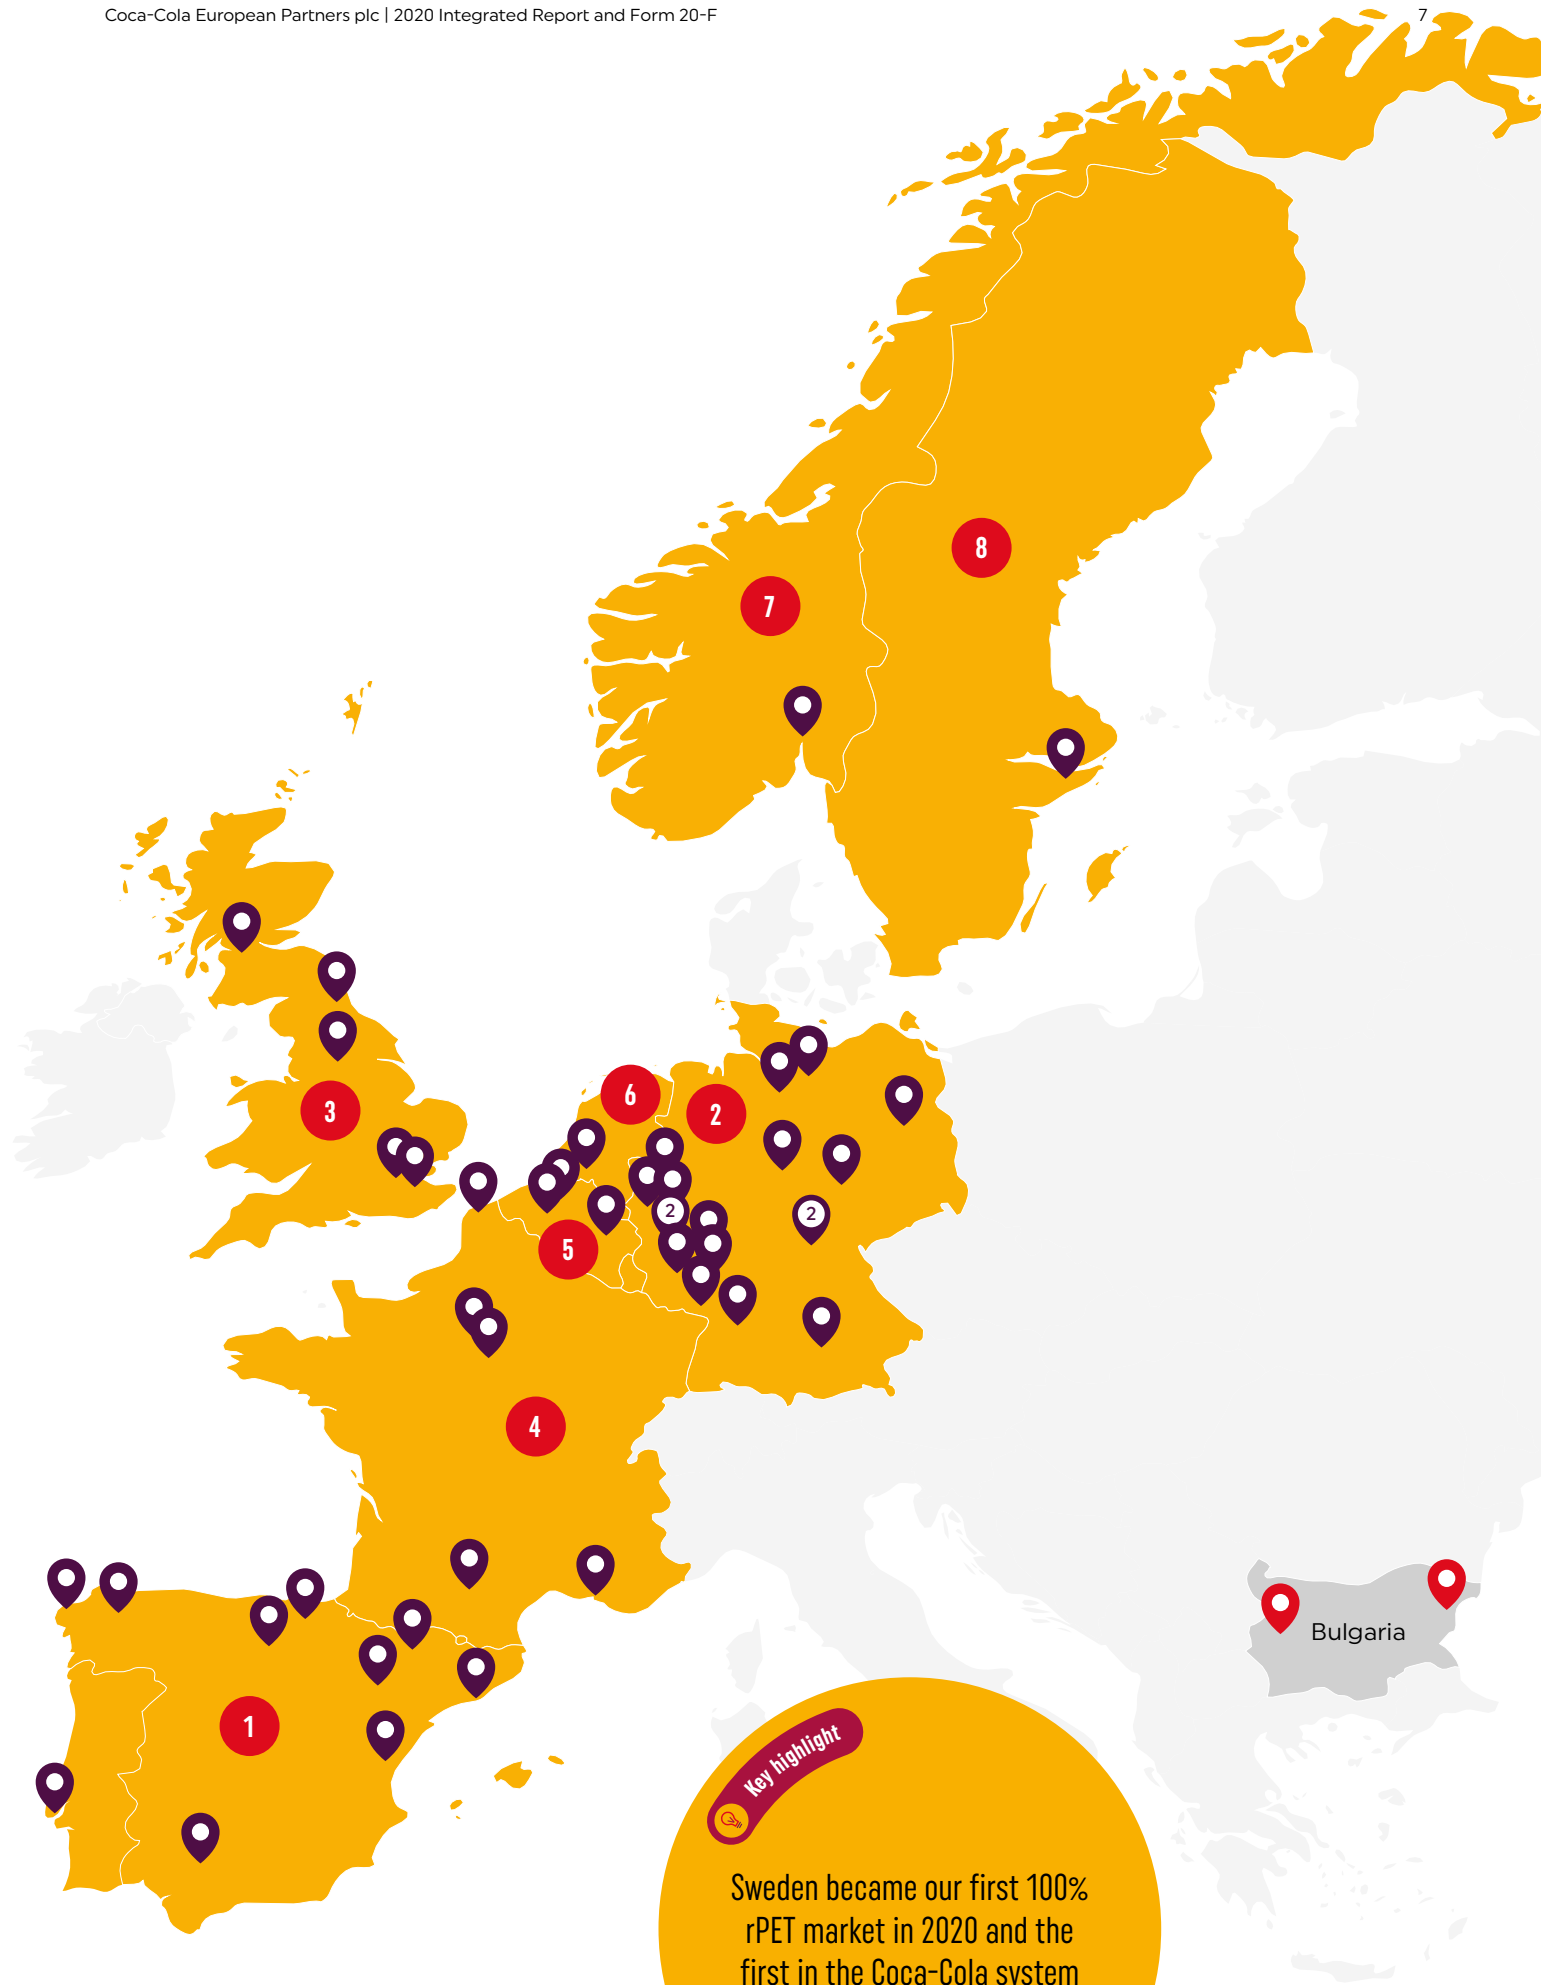 Coca-Cola European Partners plc | 2020 Integrated Report and Form 20-F
7
8
7
3
6
2
2
2
5
4
1
Bulgaria
Key highlight
Sweden became our first 100%
rPET market in 2020 and the
first in the Coca-Cola system